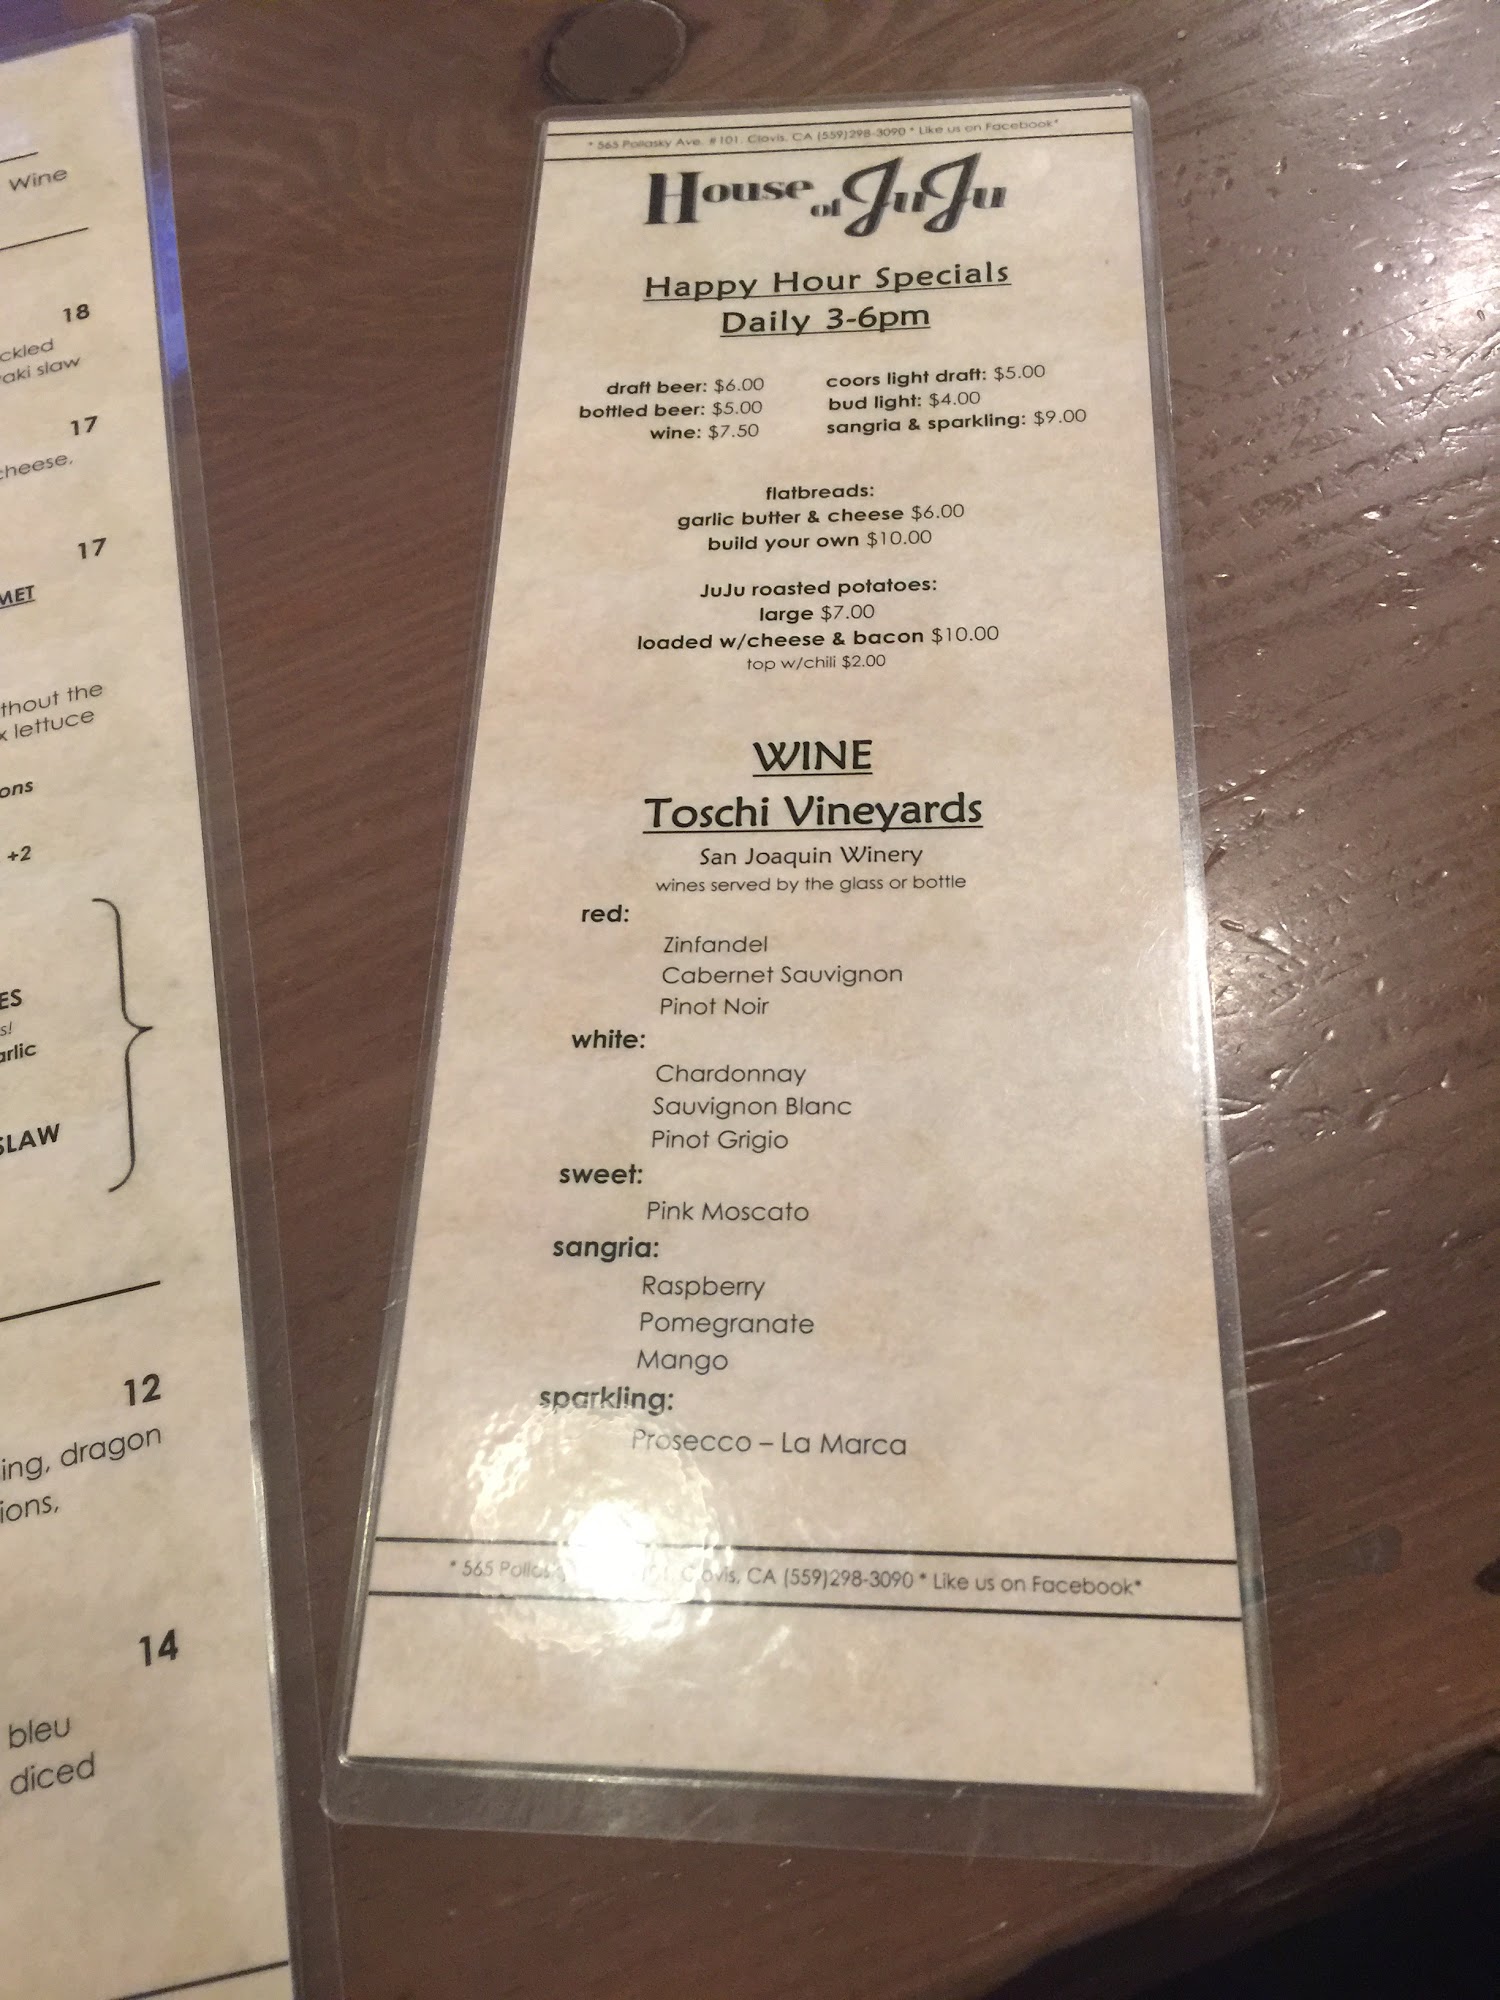 Wine
18
ckled
aki slaw
17
cheese,
17
MET
thout the
x lettuce
ons
+2
ES
s!
arlic
SLAW
12
ing, dragon
ions,
14
bleu
diced
* 565 Pollasky Ave. #101, Clovis, CA (559)298-3090 * Like us on Facebook*
House of JuJu
Happy Hour Specials
Daily 3-6pm
draft beer: $6.00 coors light draft: $5.00
bottled beer: $5.00 bud light: $4.00
wine: $7.50 sangria & sparkling: $9.00
flatbreads:
garlic butter & cheese $6.00
build your own $10.00
JuJu roasted potatoes:
large $7.00
loaded w/cheese & bacon $10.00
top w/chili $2.00
WINE
Toschi Vineyards
San Joaquin Winery
wines served by the glass or bottle
red:
Zinfandel
Cabernet Sauvignon
Pinot Noir
white:
Chardonnay
Sauvignon Blanc
Pinot Grigio
sweet:
Pink Moscato
sangria:
Raspberry
Pomegranate
Mango
sparkling:
Prosecco – La Marca
* 565 Clovis, CA (559)298-3090 * Like us on Facebook*